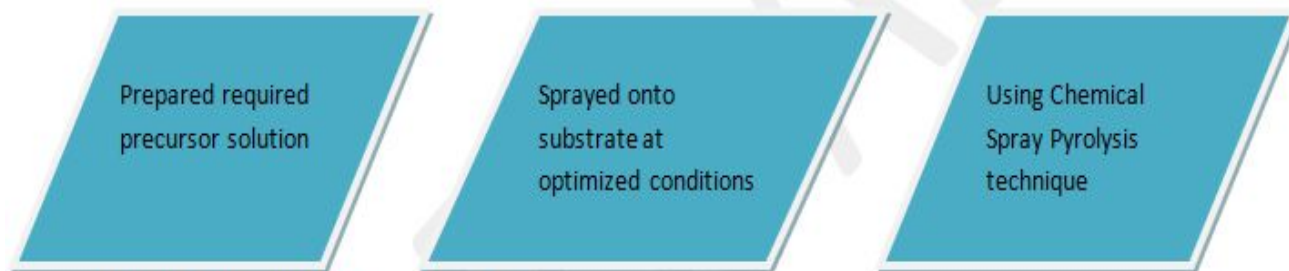 Prepared required
precursor solution
Sprayed onto
substrate at
optimized conditions
Using Chemical
Spray Pyrolysis
technique